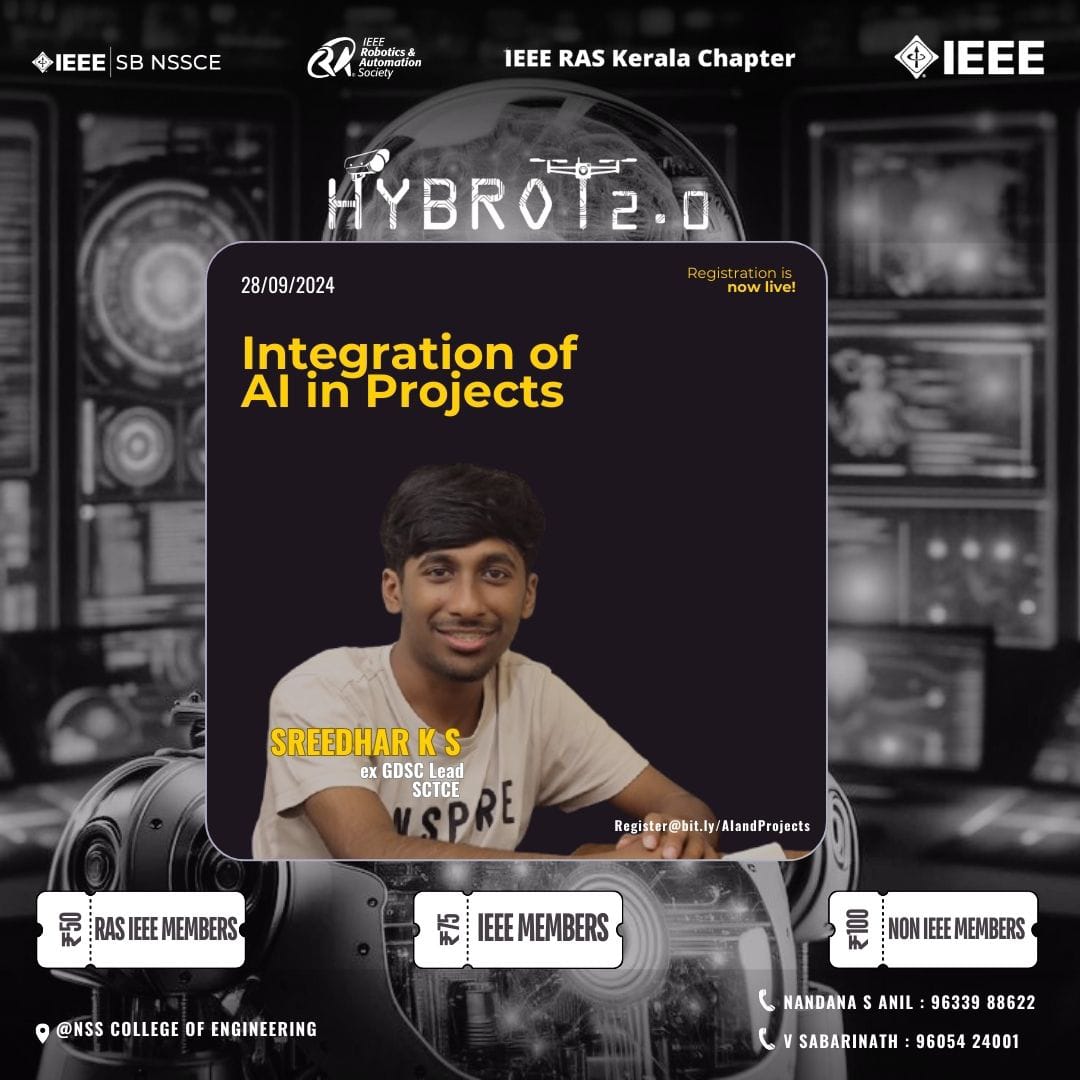 IEEE SB NSSCE
IEEE
Robotics &
Automation
Society
IEEE RAS Kerala Chapter
IEEE
HYBROT 2.0
28/09/2024
Registration is
now live!
Integration of
AI in Projects
SREEDHAR K S
ex GDSC Lead
SCTCE
NSPRE
Register@bit.ly/AIandProjects
₹50 RAS IEEE MEMBERS
₹75 IEEE MEMBERS
₹100 NON IEEE MEMBERS
@NSS COLLEGE OF ENGINEERING
NANDANA S ANIL : 96339 88622
V SABARINATH : 96054 24001